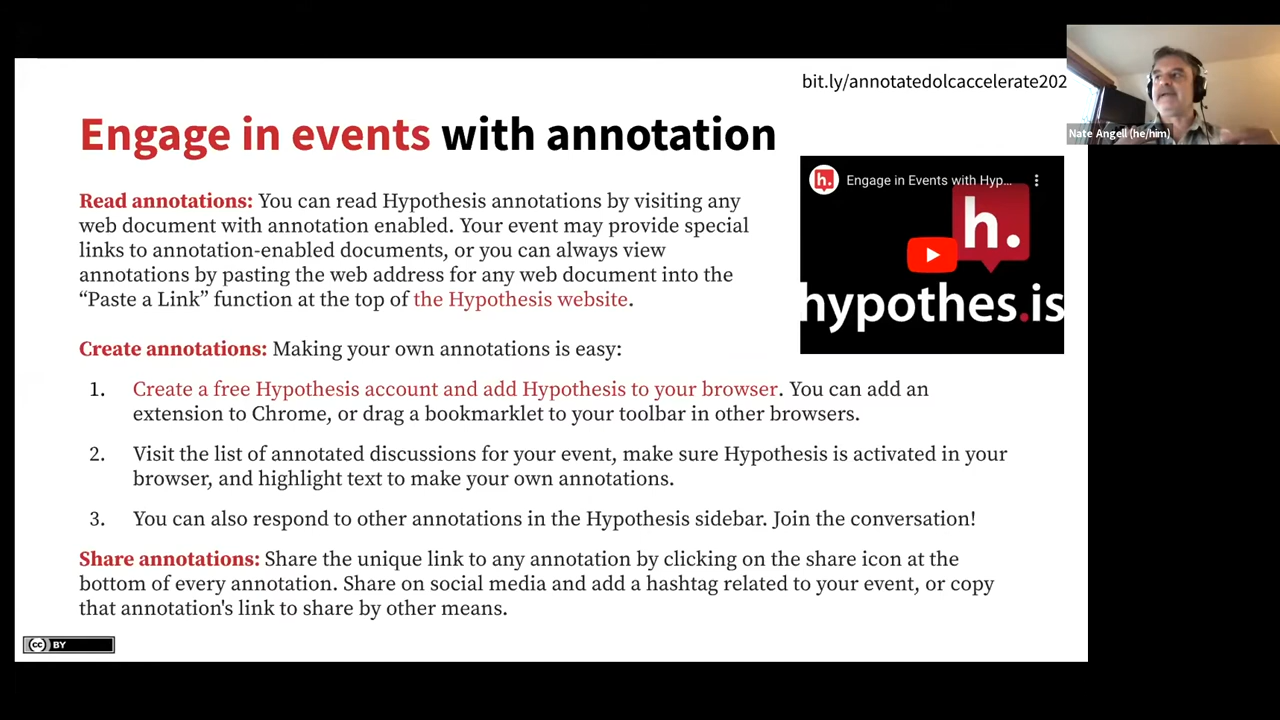 bit.ly/annotatedolcaccelerate202
Nate Angell (he/him)
Engage in events with annotation
Engage in Events with Hyp...
h.
h.
hypothes.is
Read annotations: You can read Hypothesis annotations by visiting any
web document with annotation enabled. Your event may provide special
links to annotation-enabled documents, or you can always view
annotations by pasting the web address for any web document into the
“Paste a Link” function at the top of the Hypothesis website.
Create annotations: Making your own annotations is easy:
1. Create a free Hypothesis account and add Hypothesis to your browser. You can add an
extension to Chrome, or drag a bookmarklet to your toolbar in other browsers.
2. Visit the list of annotated discussions for your event, make sure Hypothesis is activated in your
browser, and highlight text to make your own annotations.
3. You can also respond to other annotations in the Hypothesis sidebar. Join the conversation!
Share annotations: Share the unique link to any annotation by clicking on the share icon at the
bottom of every annotation. Share on social media and add a hashtag related to your event, or copy
that annotation's link to share by other means.
cc BY